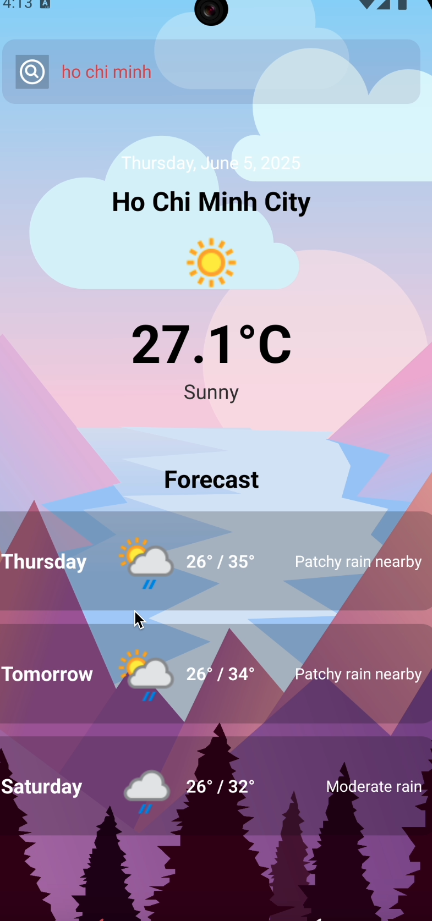 4:13
ho chi minh
Thursday, June 5, 2025
Ho Chi Minh City
27.1°C
Sunny
Forecast
Thursday 26° / 35° Patchy rain nearby
Tomorrow 26° / 34° Patchy rain nearby
Saturday 26° / 32° Moderate rain